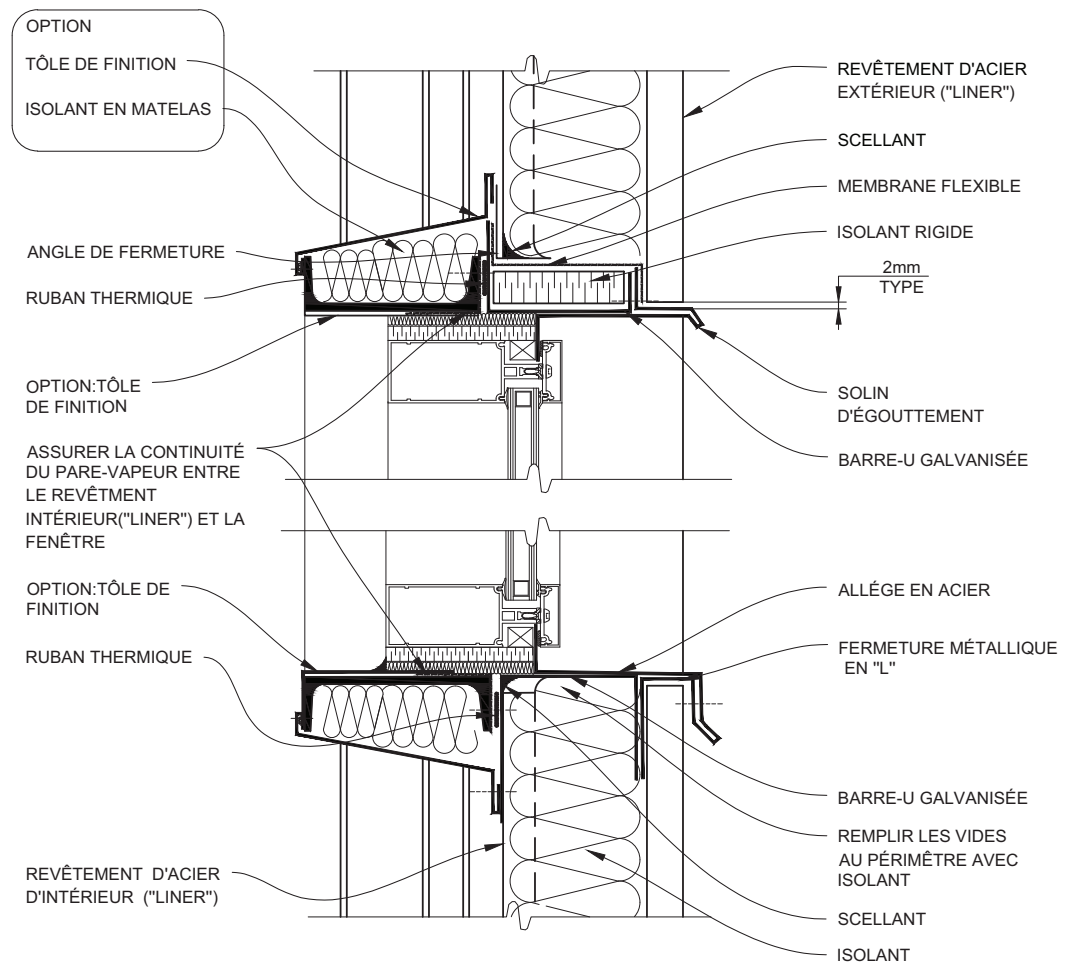 OPTION
TÔLE DE FINITION
ISOLANT EN MATELAS
ANGLE DE FERMETURE
RUBAN THERMIQUE
OPTION:TÔLE
DE FINITION
ASSURER LA CONTINUITÉ
DU PARE-VAPEUR ENTRE
LE REVÊTMENT
INTÉRIEUR("LINER") ET LA
FENÊTRE
OPTION:TÔLE DE
FINITION
RUBAN THERMIQUE
REVÊTEMENT D'ACIER
D'INTÉRIEUR ("LINER")
REVÊTEMENT D'ACIER
EXTÉRIEUR ("LINER")
SCELLANT
MEMBRANE FLEXIBLE
ISOLANT RIGIDE
2mm
TYPE
SOLIN
D'ÉGOUTTEMENT
BARRE-U GALVANISÉE
ALLÉGE EN ACIER
FERMETURE MÉTALLIQUE
EN "L"
BARRE-U GALVANISÉE
REMPLIR LES VIDES
AU PÉRIMÊTRE AVEC
ISOLANT
SCELLANT
ISOLANT